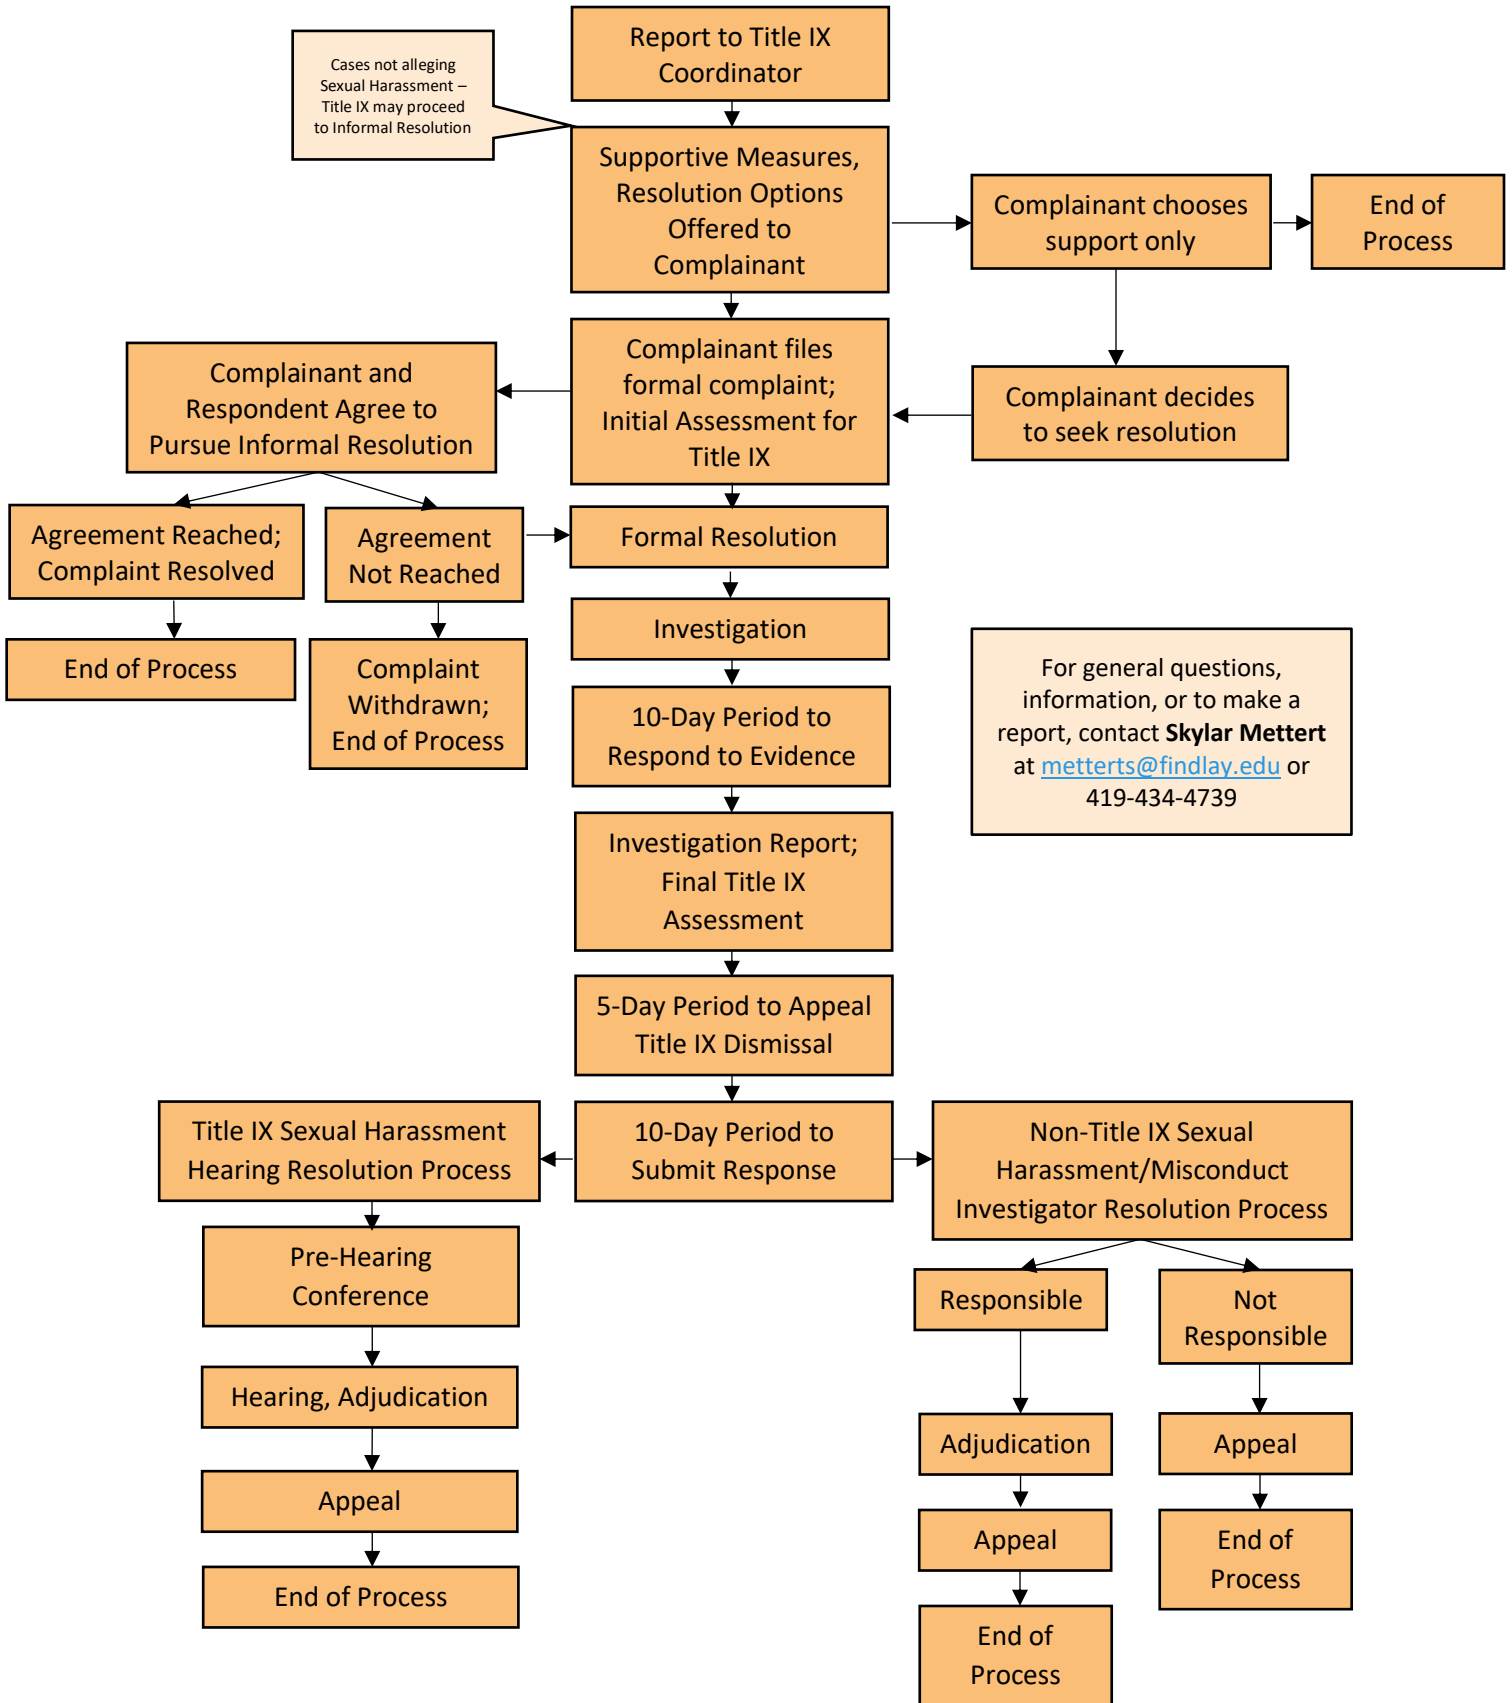 Report to Title IX
Coordinator
Cases not alleging
Sexual Harassment –
Title IX may proceed
to Informal Resolution
Supportive Measures,
Resolution Options
Offered to
Complainant
Complainant chooses
support only
End of
Process
Complainant and
Respondent Agree to
Pursue Informal Resolution
Complainant files
formal complaint;
Initial Assessment for
Title IX
Complainant decides
to seek resolution
Agreement Reached;
Complaint Resolved
Agreement
Not Reached
Formal Resolution
End of Process
Complaint
Withdrawn;
End of Process
Investigation
10-Day Period to
Respond to Evidence
For general questions,
information, or to make a
report, contact Skylar Mettert
at metterts@findlay.edu or
419-434-4739
Investigation Report;
Final Title IX
Assessment
5-Day Period to Appeal
Title IX Dismissal
Title IX Sexual Harassment
Hearing Resolution Process
10-Day Period to
Submit Response
Non-Title IX Sexual
Harassment/Misconduct
Investigator Resolution Process
Pre-Hearing
Conference
Responsible
Not
Responsible
Hearing, Adjudication
Adjudication
Appeal
Appeal
Appeal
End of
Process
End of Process
End of
Process